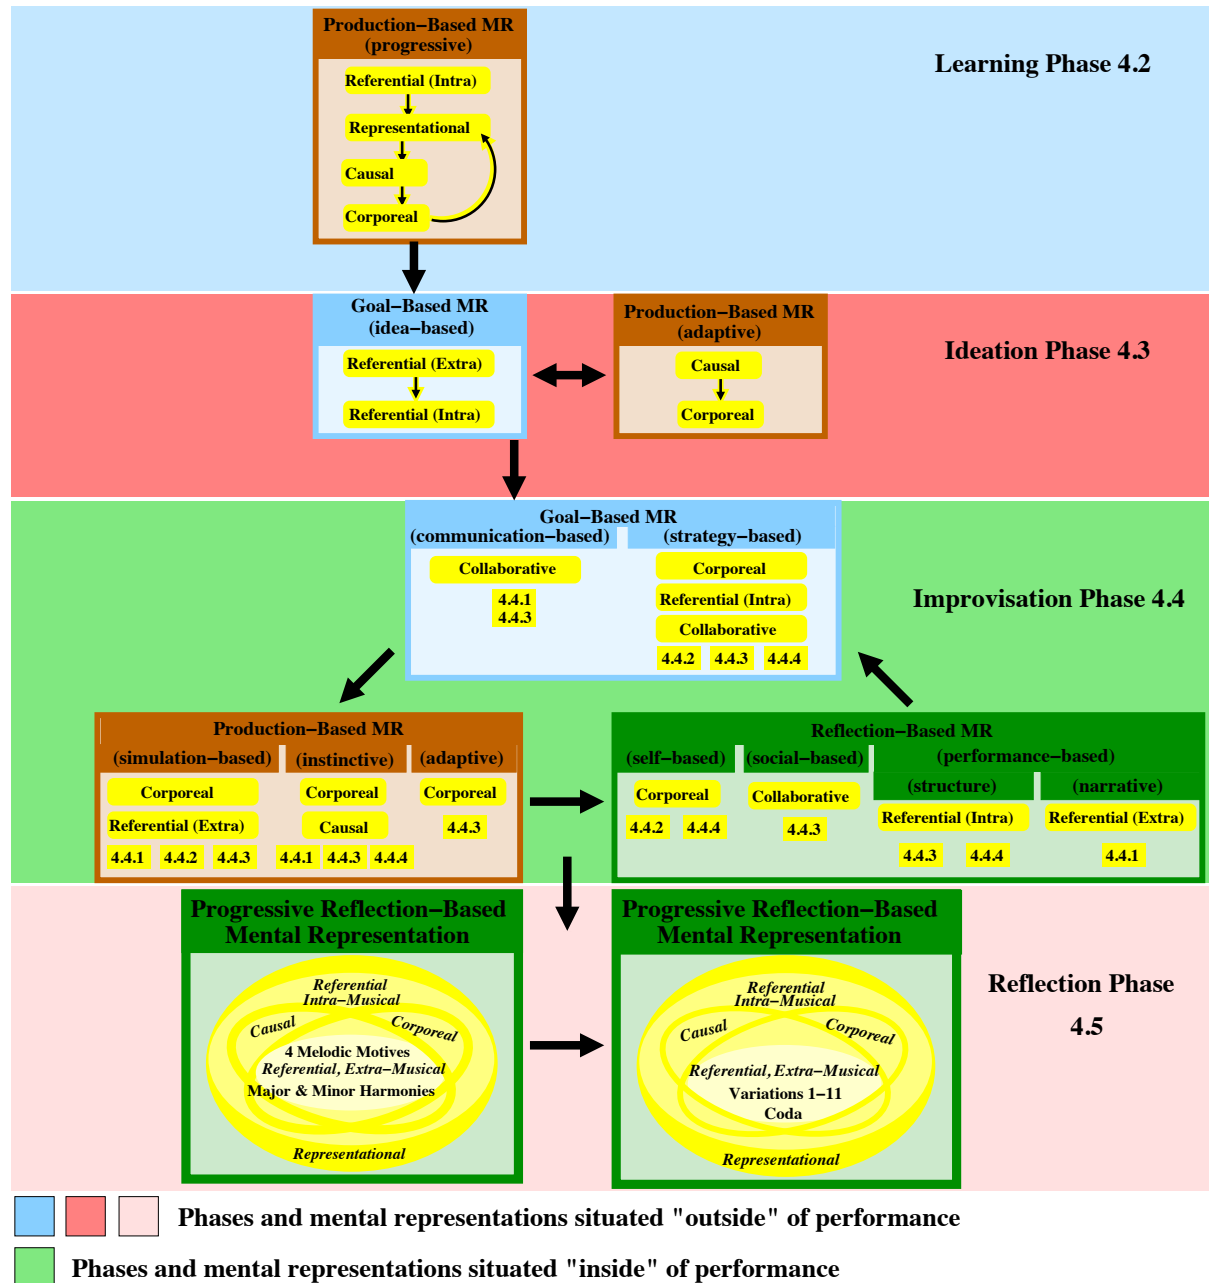 Production−Based MR
(progressive)
Referential (Intra)
Representational
Causal
Corporeal
Learning Phase 4.2
Goal−Based MR
(idea−based)
Referential (Extra)
Referential (Intra)
Production−Based MR
(adaptive)
Causal
Corporeal
Ideation Phase 4.3
Goal−Based MR
(communication−based) (strategy−based)
Collaborative
4.4.1
4.4.3
Corporeal
Referential (Intra)
Collaborative
4.4.2 4.4.3 4.4.4
Improvisation Phase 4.4
Production−Based MR
(simulation−based) (instinctive) (adaptive)
Corporeal
Referential (Extra)
4.4.1 4.4.2 4.4.3
Corporeal
Causal
4.4.1 4.4.3 4.4.4
Corporeal
4.4.3
Reflection−Based MR
(self−based) (social−based) (performance−based)
(structure) (narrative)
Corporeal
4.4.2 4.4.4
Collaborative
4.4.3
Referential (Intra)
4.4.3 4.4.4
Referential (Extra)
4.4.1
Progressive Reflection−Based
Mental Representation
Referential
Intra−Musical
Causal
Corporeal
4 Melodic Motives
Referential, Extra−Musical
Major & Minor Harmonies
Representational
Progressive Reflection−Based
Mental Representation
Referential
Intra−Musical
Causal
Corporeal
Referential, Extra−Musical
Variations 1−11
Coda
Representational
Reflection Phase
4.5
Phases and mental representations situated "outside" of performance
Phases and mental representations situated "inside" of performance